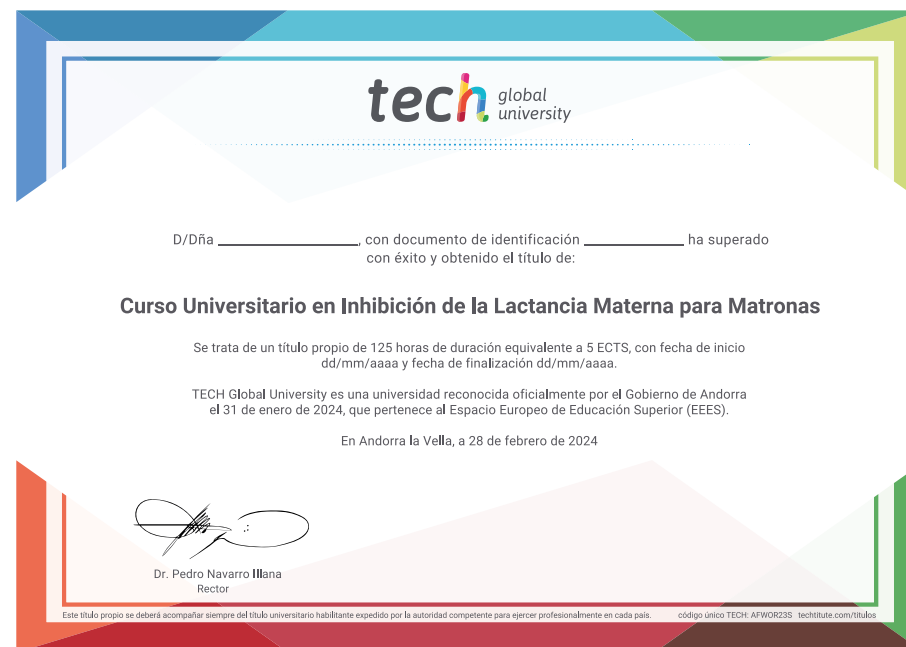 tech global university
D/Dña ____________________, con documento de identificación ______________ ha superado
con éxito y obtenido el título de:
Curso Universitario en Inhibición de la Lactancia Materna para Matronas
Se trata de un título propio de 125 horas de duración equivalente a 5 ECTS, con fecha de inicio
dd/mm/aaaa y fecha de finalización dd/mm/aaaa.
TECH Global University es una universidad reconocida oficialmente por el Gobierno de Andorra
el 31 de enero de 2024, que pertenece al Espacio Europeo de Educación Superior (EEES).
En Andorra la Vella, a 28 de febrero de 2024
Dr. Pedro Navarro Illana
Rector
Este título propio se deberá acompañar siempre del título universitario habilitante expedido por la autoridad competente para ejercer profesionalmente en cada país. código único TECH: AFWOR23S techtitute.com/titulos